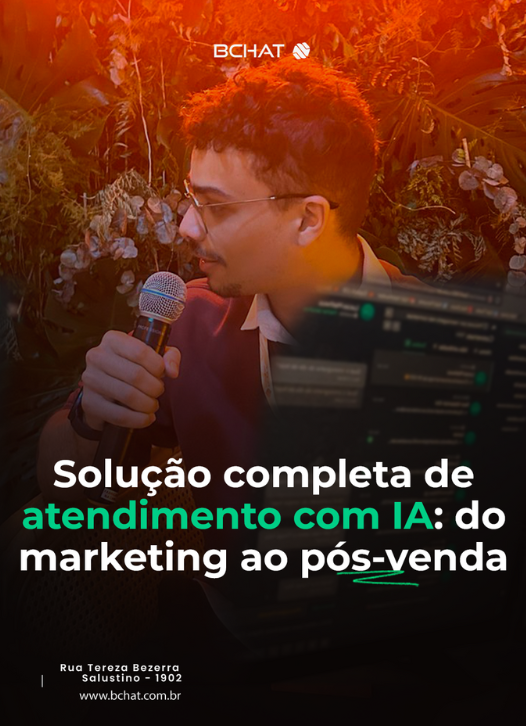 BCHAT
Solução completa de
atendimento com IA: do
marketing ao pós-venda
Rua Tereza Bezerra
Salustino - 1902
www.bchat.com.br